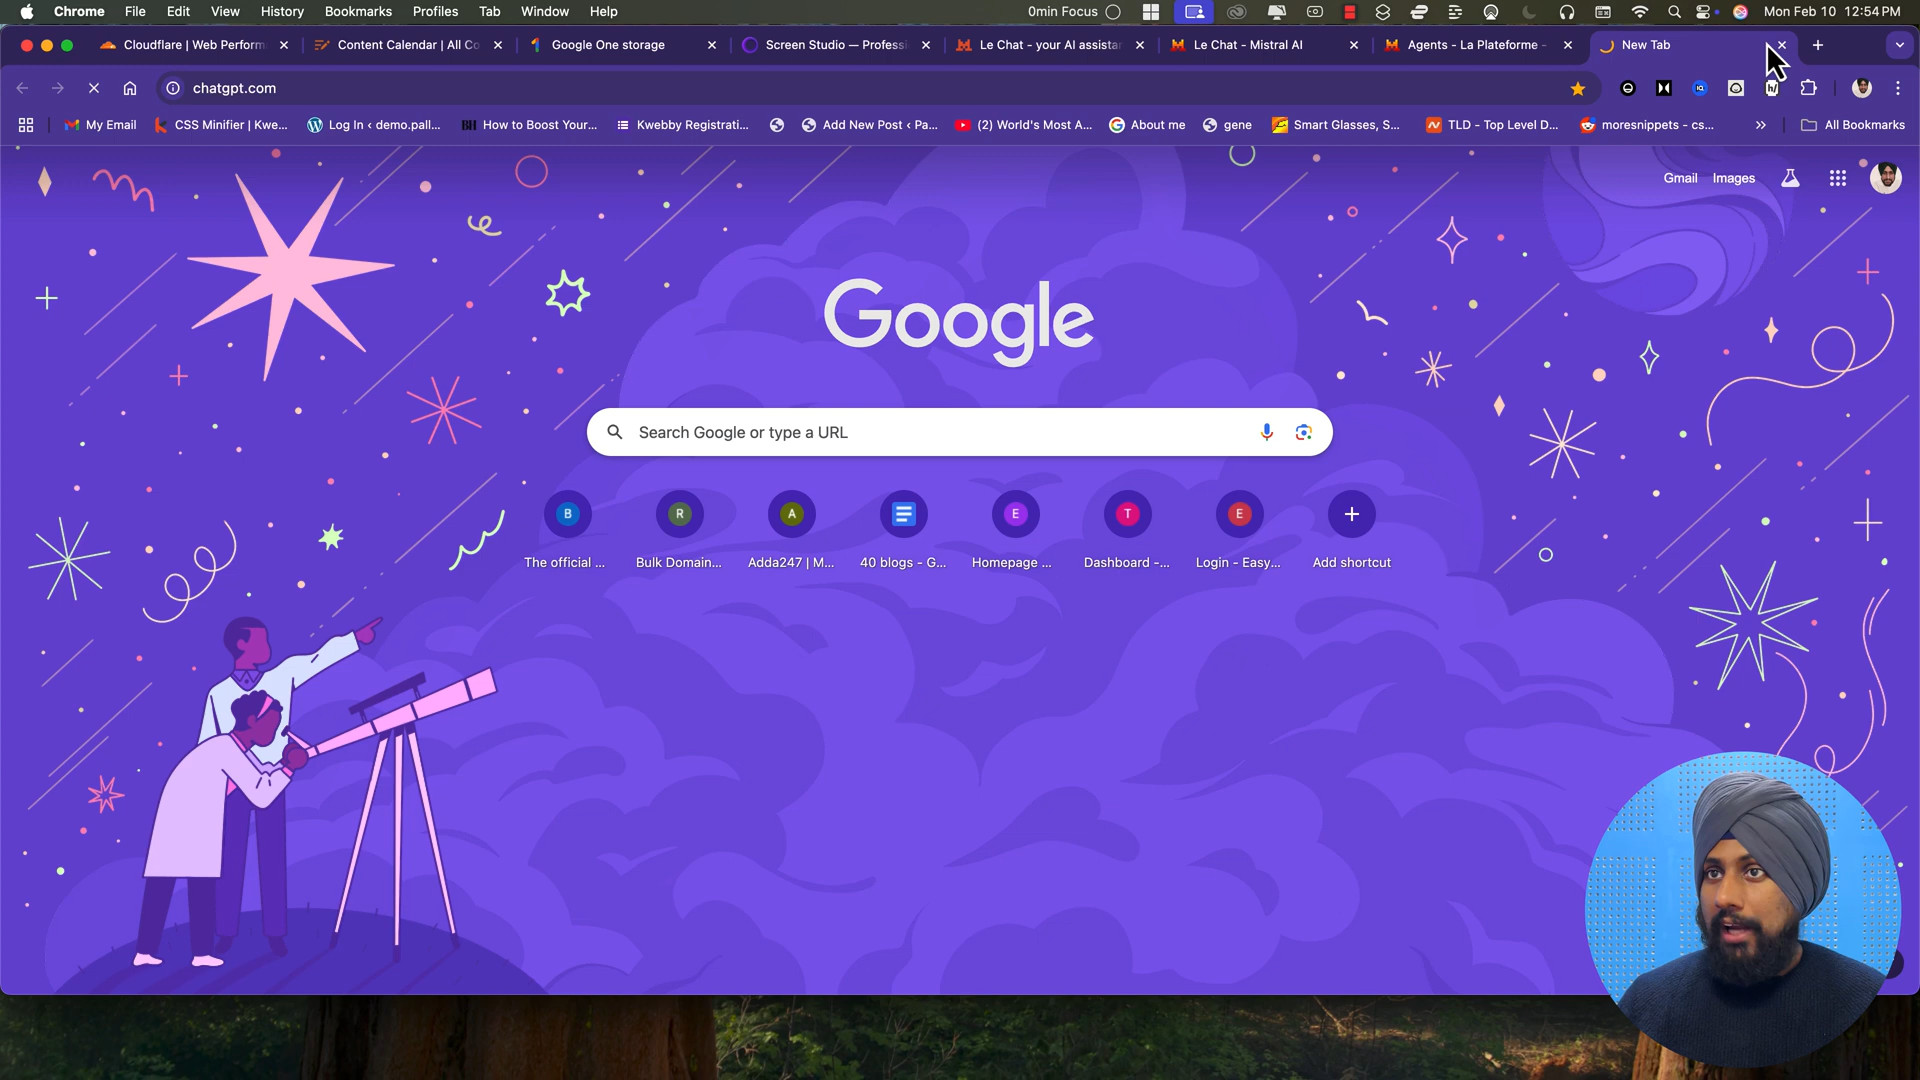 Chrome File Edit View History Bookmarks Profiles Tab Window Help 0min Focus Mon Feb 10 12:54 PM
Cloudflare | Web Perform Content Calendar | All Co Google One storage Screen Studio — Professi Le Chat - your AI assistar Le Chat - Mistral AI Agents - La Plateforme - New Tab
chatgpt.com
My Email CSS Minifier | Kwe... Log In ‹ demo.pall... How to Boost Your... Kwebby Registrati... Add New Post ‹ Pa... (2) World's Most A... About me gene Smart Glasses, S... TLD - Top Level D... moresnippets - cs... » All Bookmarks
Gmail Images
Google
Search Google or type a URL
B R A E T E
The official ... Bulk Domain... Adda247 | M... 40 blogs - G... Homepage ... Dashboard -... Login - Easy... Add shortcut